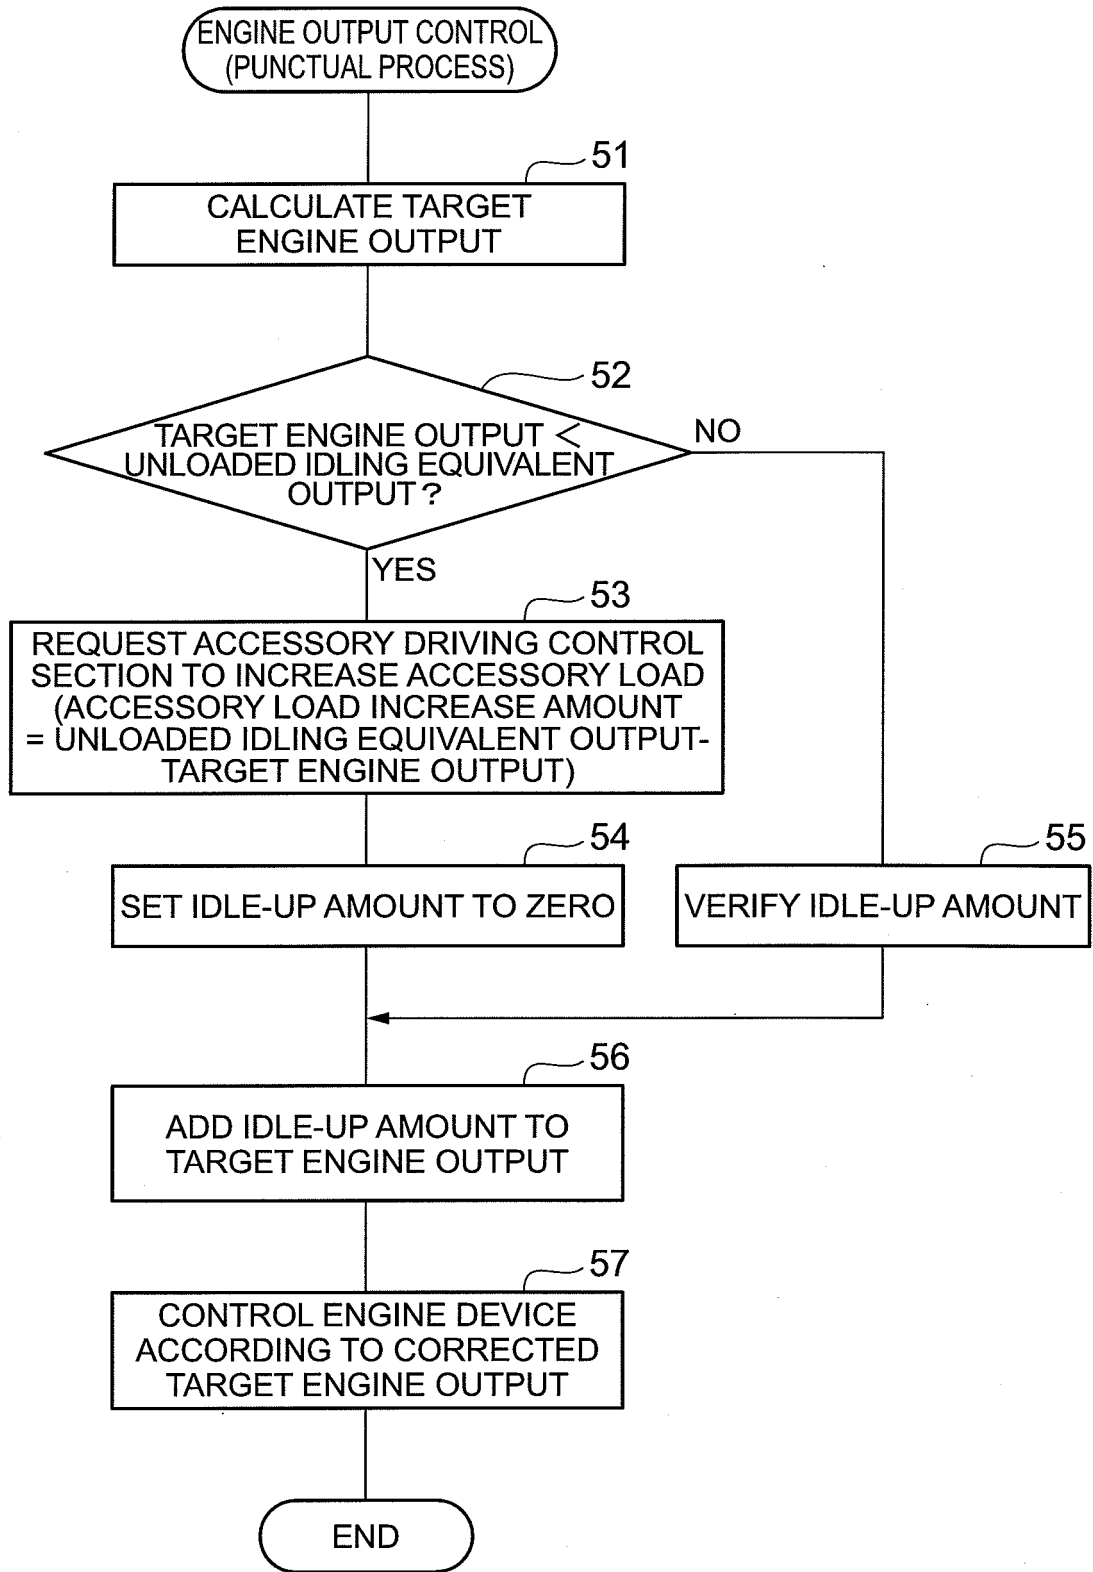 ENGINE OUTPUT CONTROL
(PUNCTUAL PROCESS)
51
CALCULATE TARGET
ENGINE OUTPUT
52
TARGET ENGINE OUTPUT <
UNLOADED IDLING EQUIVALENT
OUTPUT?
NO
YES
53
REQUEST ACCESSORY DRIVING CONTROL
SECTION TO INCREASE ACCESSORY LOAD
(ACCESSORY LOAD INCREASE AMOUNT
= UNLOADED IDLING EQUIVALENT OUTPUT-
TARGET ENGINE OUTPUT)
54
SET IDLE-UP AMOUNT TO ZERO
55
VERIFY IDLE-UP AMOUNT
56
ADD IDLE-UP AMOUNT TO
TARGET ENGINE OUTPUT
57
CONTROL ENGINE DEVICE
ACCORDING TO CORRECTED
TARGET ENGINE OUTPUT
END